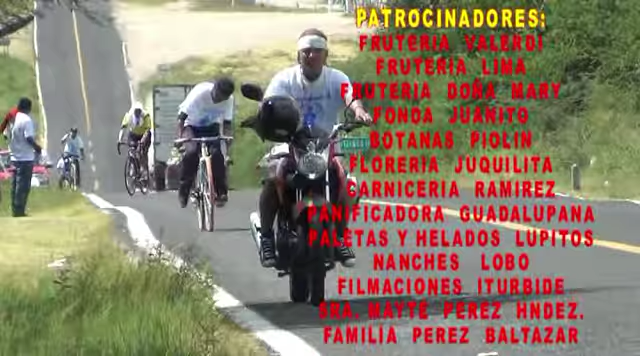 PATROCINADORES:
FRUTERIA VALERDI
FRUTERIA LIMA
FRUTERIA DOÑA MARY
FONDA JUANITO
BOTANAS PIOLIN
FLORERIA JUQUILITA
CARNICERIA RAMIREZ
PANIFICADORA GUADALUPANA
PALETAS Y HELADOS LUPITOS
NANCHES LOBO
FILMACIONES ITURBIDE
SRA. MAYTE PEREZ HNDEZ.
FAMILIA PEREZ BALTAZAR